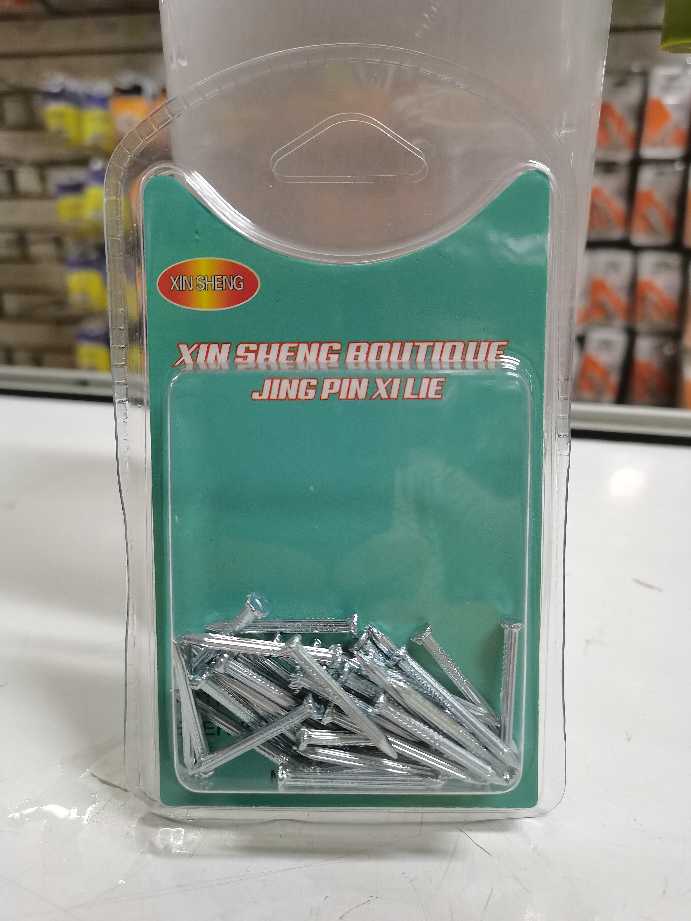 XIN SHENG
XIN SHENG BOUTIQUE
JING PIN XI LIE